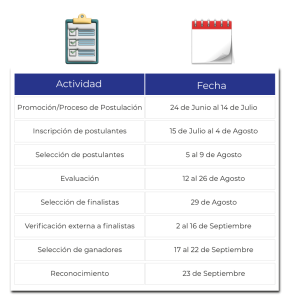 Actividad Fecha
Promoción/Proceso de Postulación 24 de Junio al 14 de Julio
Inscripción de postulantes 15 de Julio al 4 de Agosto
Selección de postulantes 5 al 9 de Agosto
Evaluación 12 al 26 de Agosto
Selección de finalistas 29 de Agosto
Verificación externa a finalistas 2 al 16 de Septiembre
Selección de ganadores 17 al 22 de Septiembre
Reconocimiento 23 de Septiembre